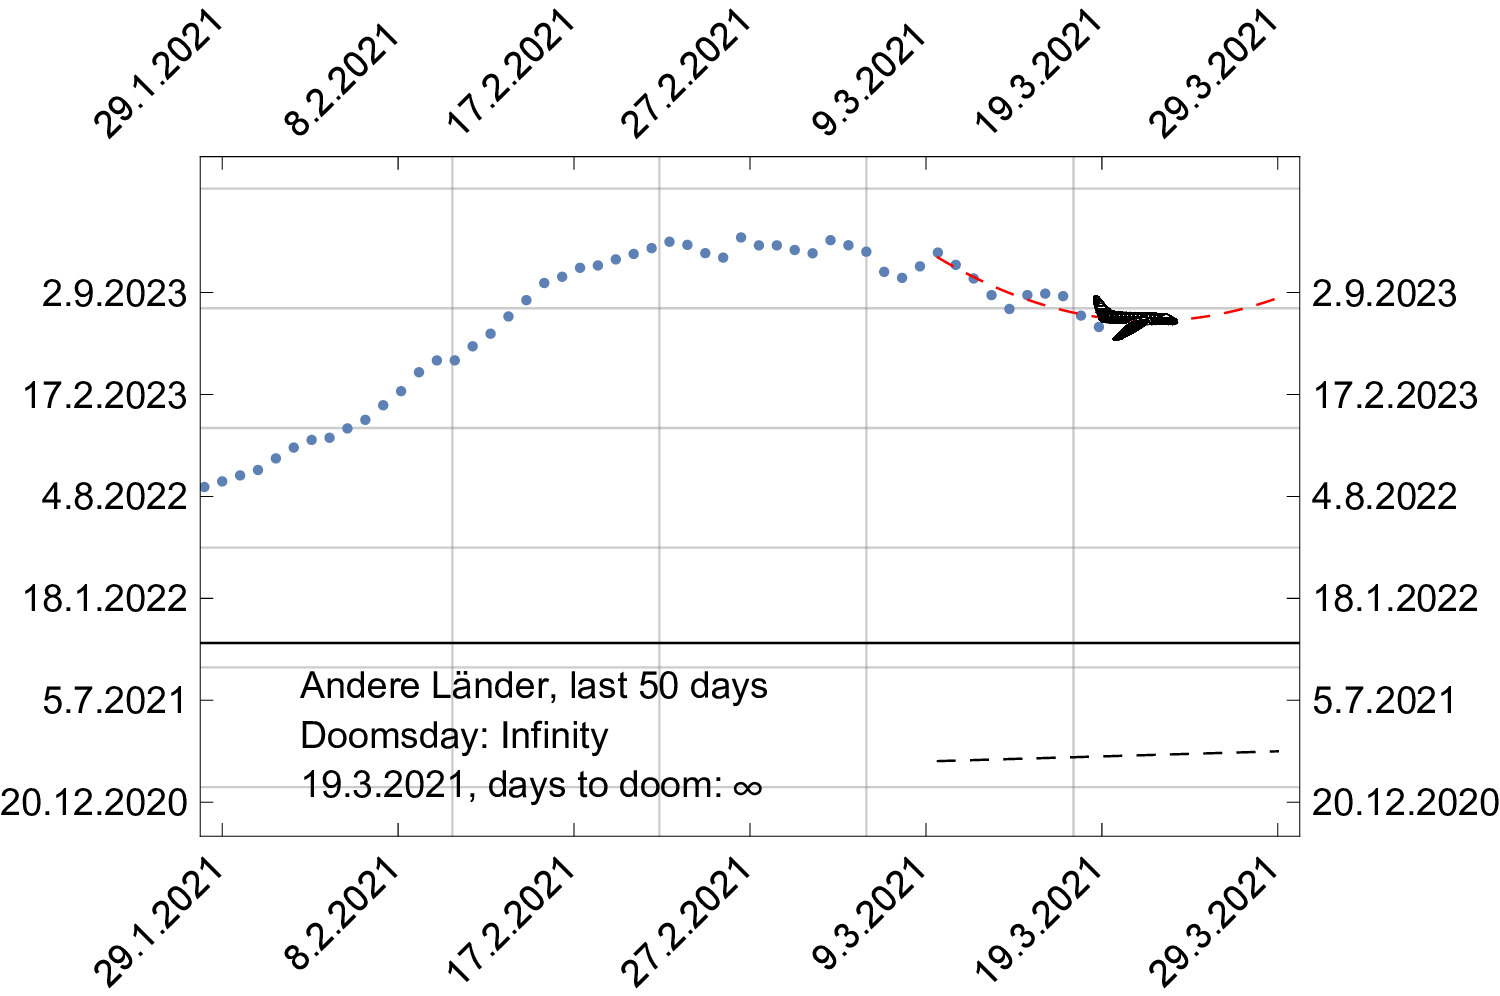 29.1.2021 8.2.2021 17.2.2021 27.2.2021 9.3.2021 19.3.2021 29.3.2021
2.9.2023 2.9.2023
17.2.2023 17.2.2023
4.8.2022 4.8.2022
18.1.2022 18.1.2022
Andere Länder, last 50 days
5.7.2021 5.7.2021
Doomsday: Infinity
19.3.2021, days to doom: ∞
20.12.2020 20.12.2020
29.1.2021 8.2.2021 17.2.2021 27.2.2021 9.3.2021 19.3.2021 29.3.2021